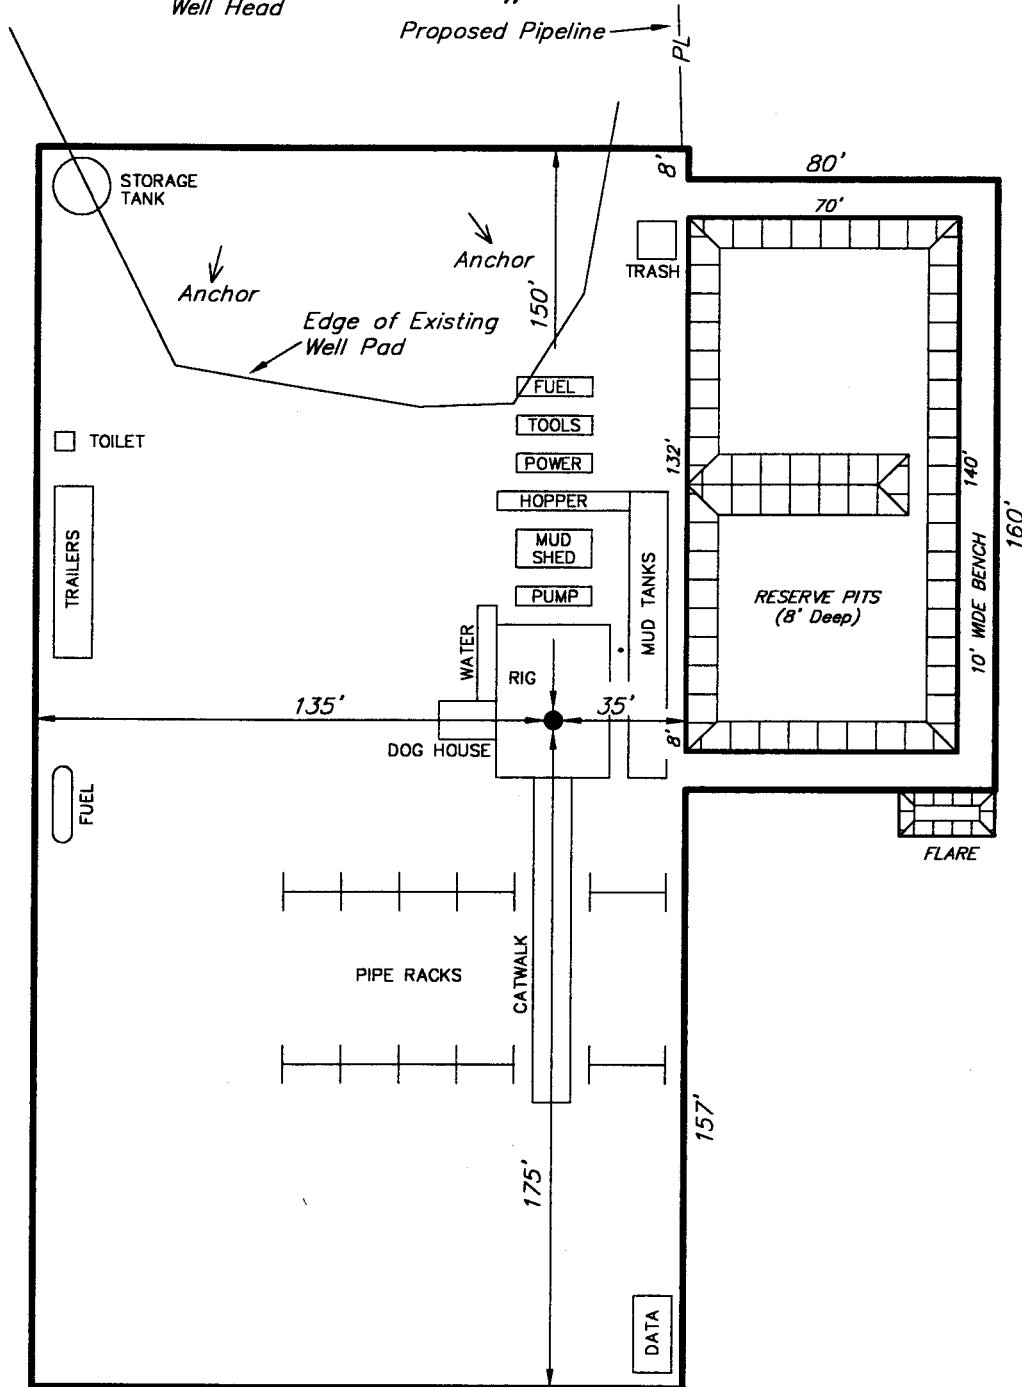 Well Head
Proposed Pipeline
PL
8'
80'
STORAGE
TANK
70'
Anchor
Anchor
TRASH
150'
Edge of Existing
Well Pad
FUEL
TOOLS
TOILET
POWER
132'
140'
HOPPER
160'
TRAILERS
MUD
SHED
MUD TANKS
10' WIDE BENCH
PUMP
RESERVE PITS
(8' Deep)
WATER
RIG
135'
35'
8'
DOG HOUSE
FUEL
FLARE
PIPE RACKS
CATWALK
157'
175'
DATA